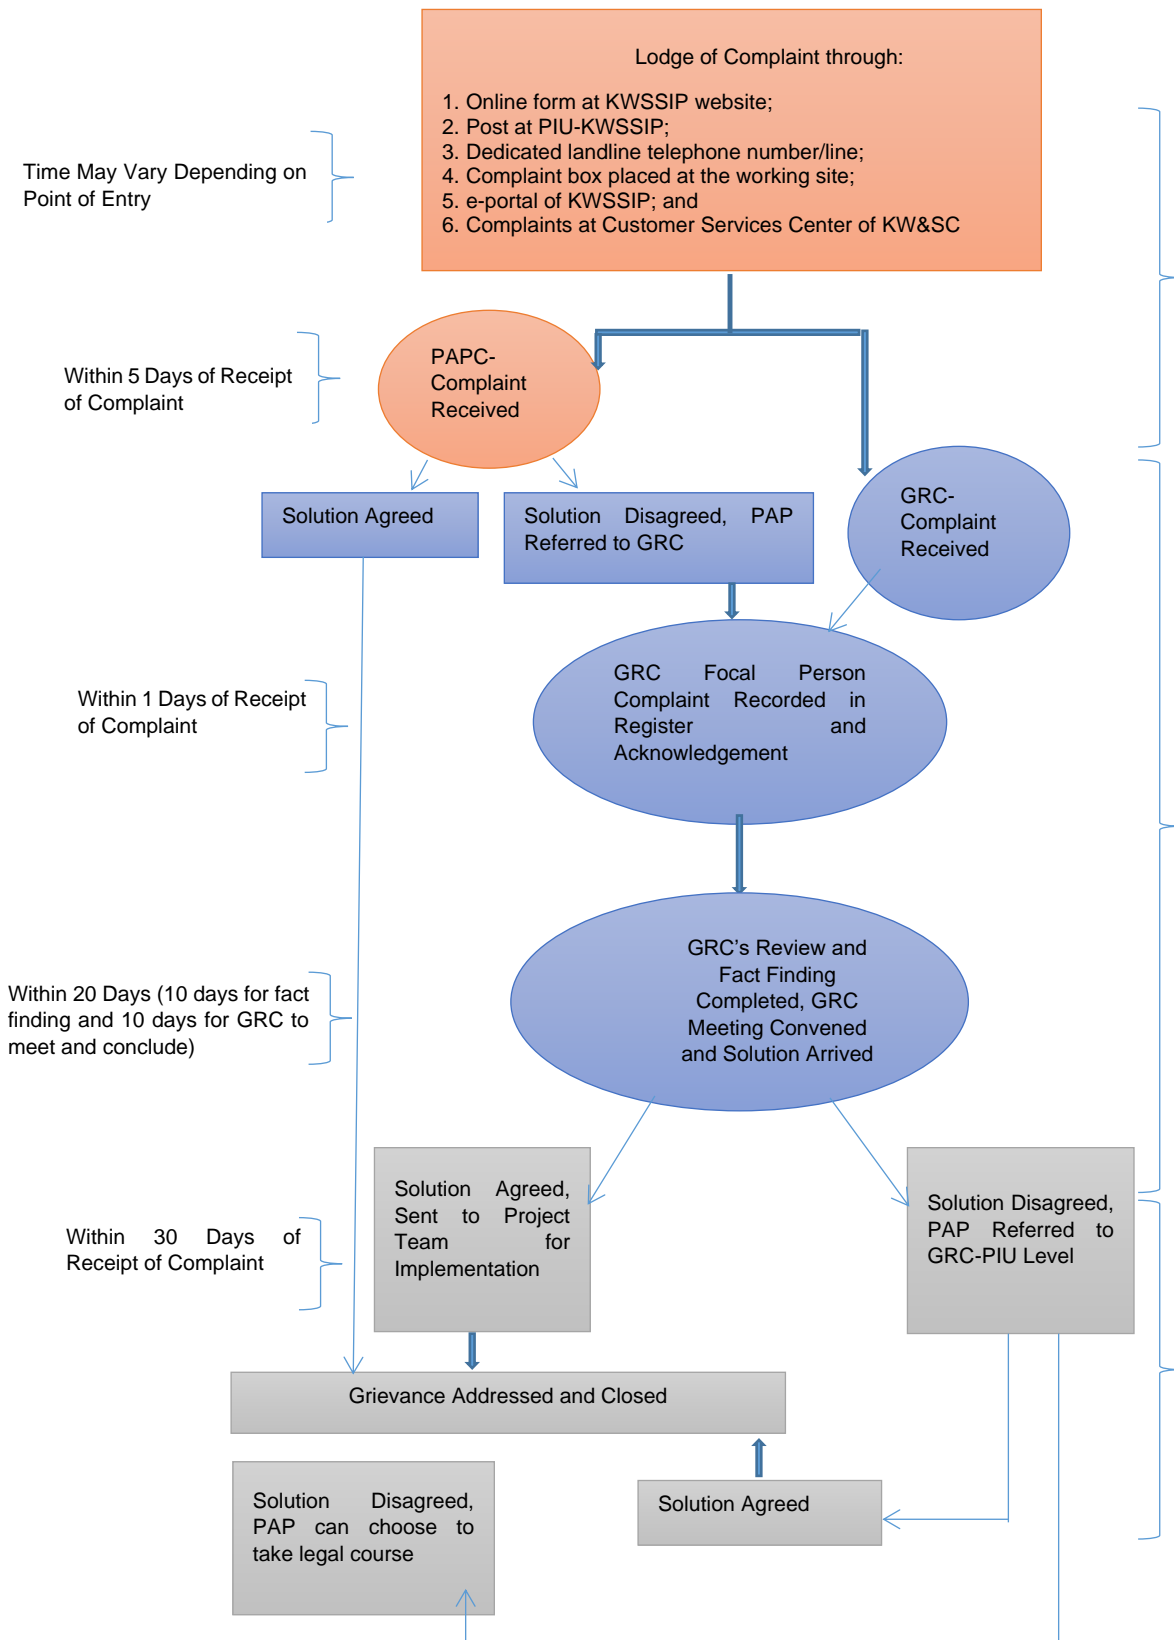 Lodge of Complaint through:
1. Online form at KWSSIP website;
2. Post at PIU-KWSSIP;
3. Dedicated landline telephone number/line;
4. Complaint box placed at the working site;
5. e-portal of KWSSIP; and
6. Complaints at Customer Services Center of KW&SC
Time May Vary Depending on
Point of Entry
PAPC-
Complaint
Received
Within 5 Days of Receipt
of Complaint
Solution Agreed
Solution Disagreed, PAP
Referred to GRC
GRC-
Complaint
Received
GRC Focal Person
Complaint Recorded in
Register and
Acknowledgement
Within 1 Days of Receipt
of Complaint
GRC's Review and
Fact Finding
Completed, GRC
Meeting Convened
and Solution Arrived
Within 20 Days (10 days for fact
finding and 10 days for GRC to
meet and conclude)
Solution Agreed,
Sent to Project
Team for
Implementation
Solution Disagreed,
PAP Referred to
GRC-PIU Level
Within 30 Days of
Receipt of Complaint
Grievance Addressed and Closed
Solution Disagreed,
PAP can choose to
take legal course
Solution Agreed